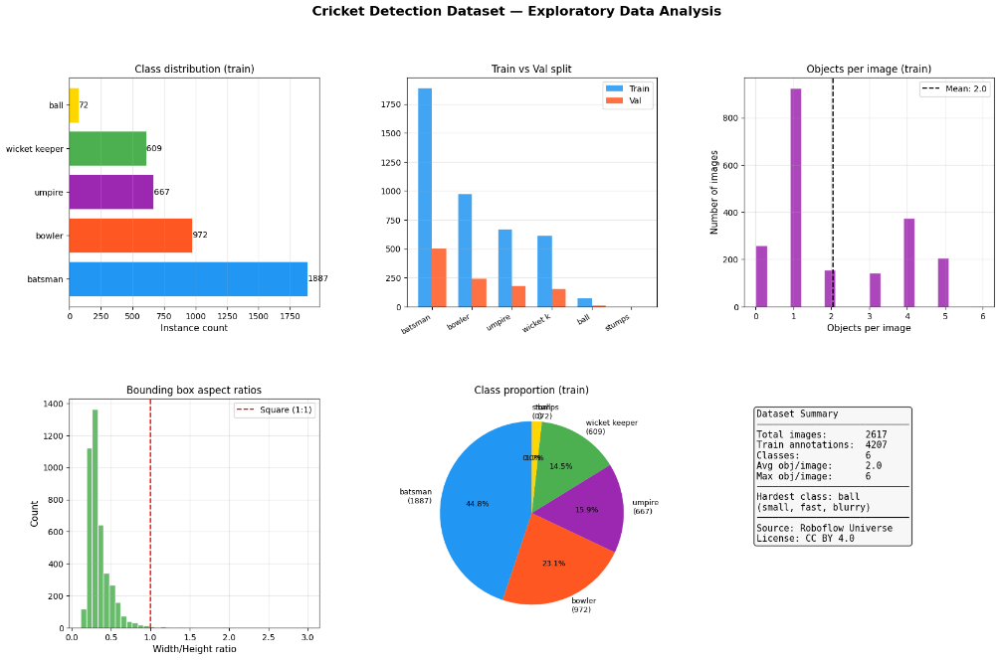 Cricket Detection Dataset — Exploratory Data Analysis
Class distribution (train)
ball
wicket keeper
umpire
bowler
batsman
72
609
667
972
1887
0 250 500 750 1000 1250 1500 1750
Instance count
Train vs Val split
Train
Val
1750
1500
1250
1000
750
500
250
0
batsman bowler umpire wicket k ball stumps
Objects per image (train)
Mean: 2.0
Number of images
800
600
400
200
0
0 1 2 3 4 5 6
Objects per image
Bounding box aspect ratios
Square (1:1)
Count
1400
1200
1000
800
600
400
200
0
0.0 0.5 1.0 1.5 2.0 2.5 3.0
Width/Height ratio
Class proportion (train)
wicket keeper
(609)
14.5%
batsman
(1887)
44.8%
umpire
(667)
15.9%
23.1%
bowler
(972)
Dataset Summary
Total images: 2617
Train annotations: 4207
Classes: 6
Avg obj/image: 2.0
Max obj/image: 6
Hardest class: ball
(small, fast, blurry)
Source: Roboflow Universe
License: CC BY 4.0